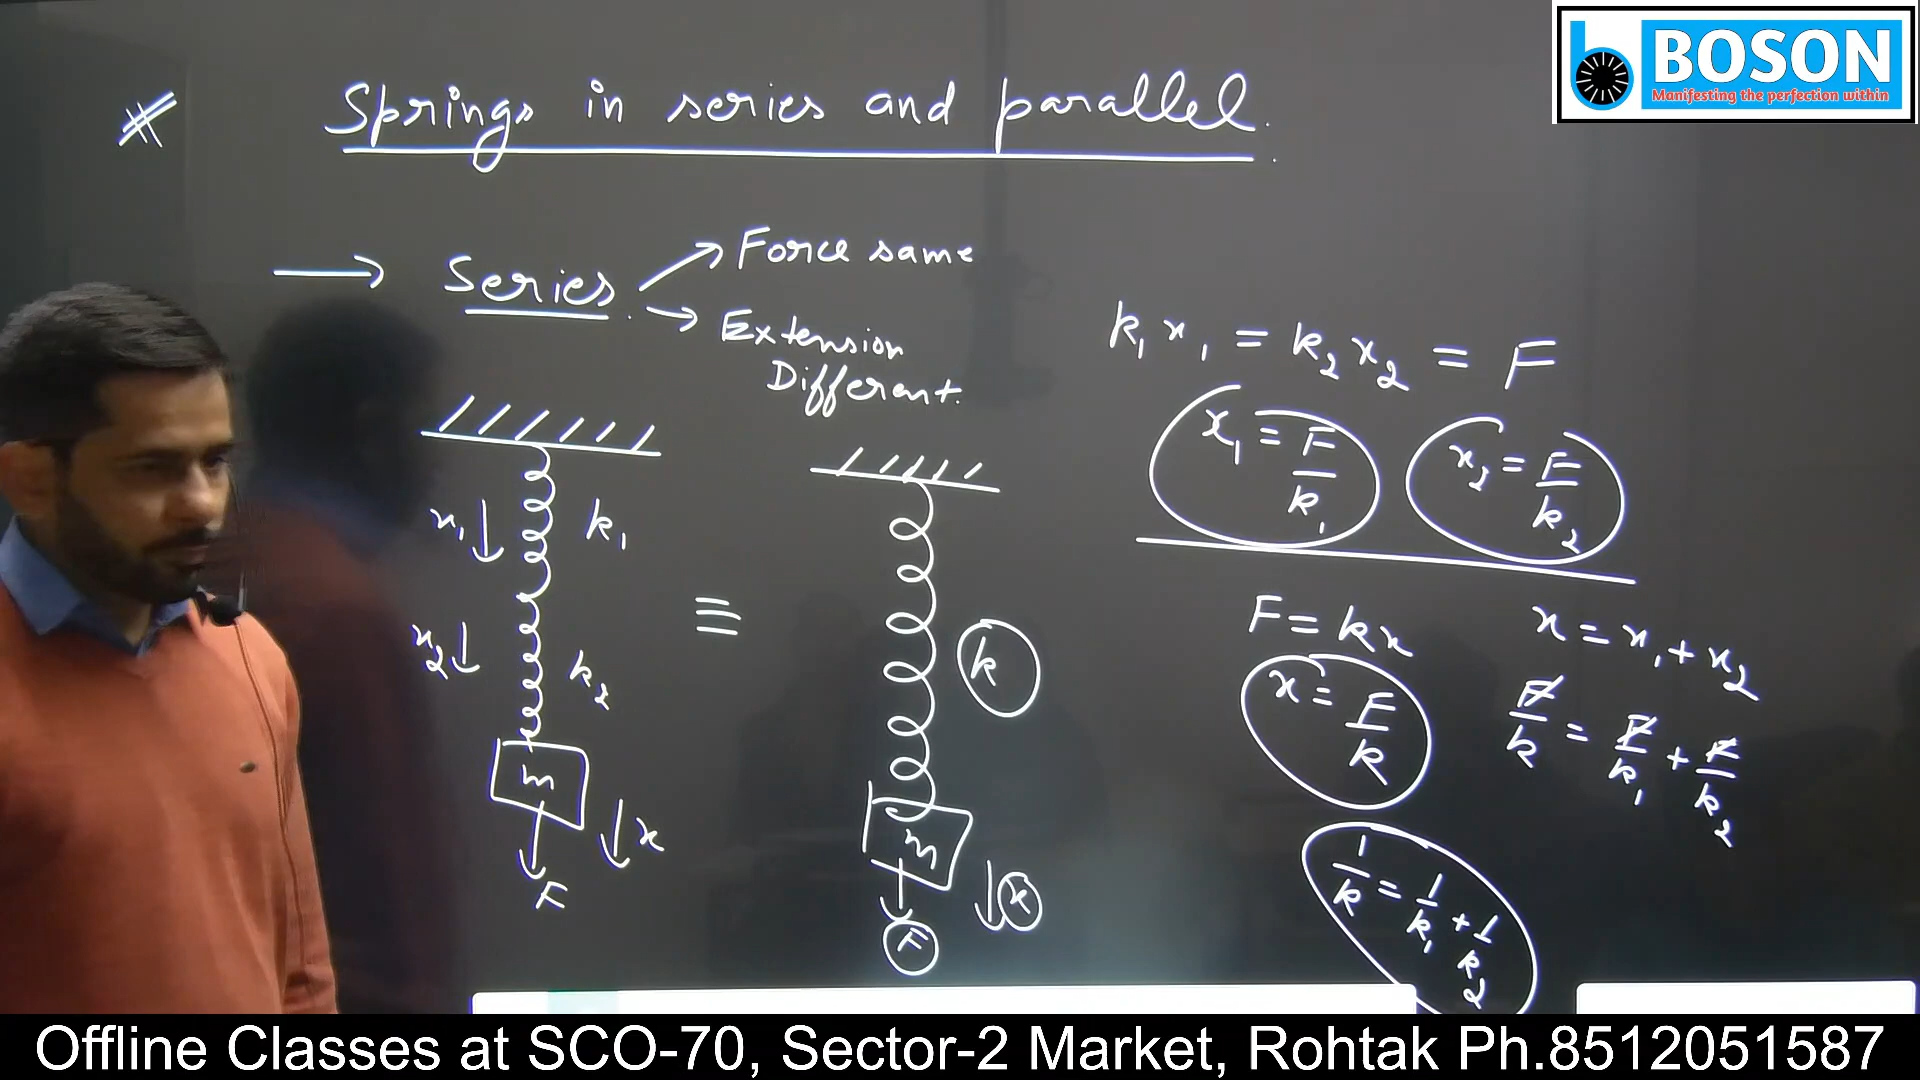 BOSON
Manifesting the perfection within
Springs in series and parallel.
→ Series. → Force same
→ Extension
Different.
k₁x₁ = k₂x₂ = F
x₁ = F/k₁
x₂ = F/k₂
x₁↓ k₁
x₂↓ k₂
m
↓x
F
≡
k
m
↓x
F
F = kx
x = F/k
x = x₁ + x₂
F/k = F/k₁ + F/k₂
1/k = 1/k₁ + 1/k₂
Offline Classes at SCO-70, Sector-2 Market, Rohtak Ph.8512051587